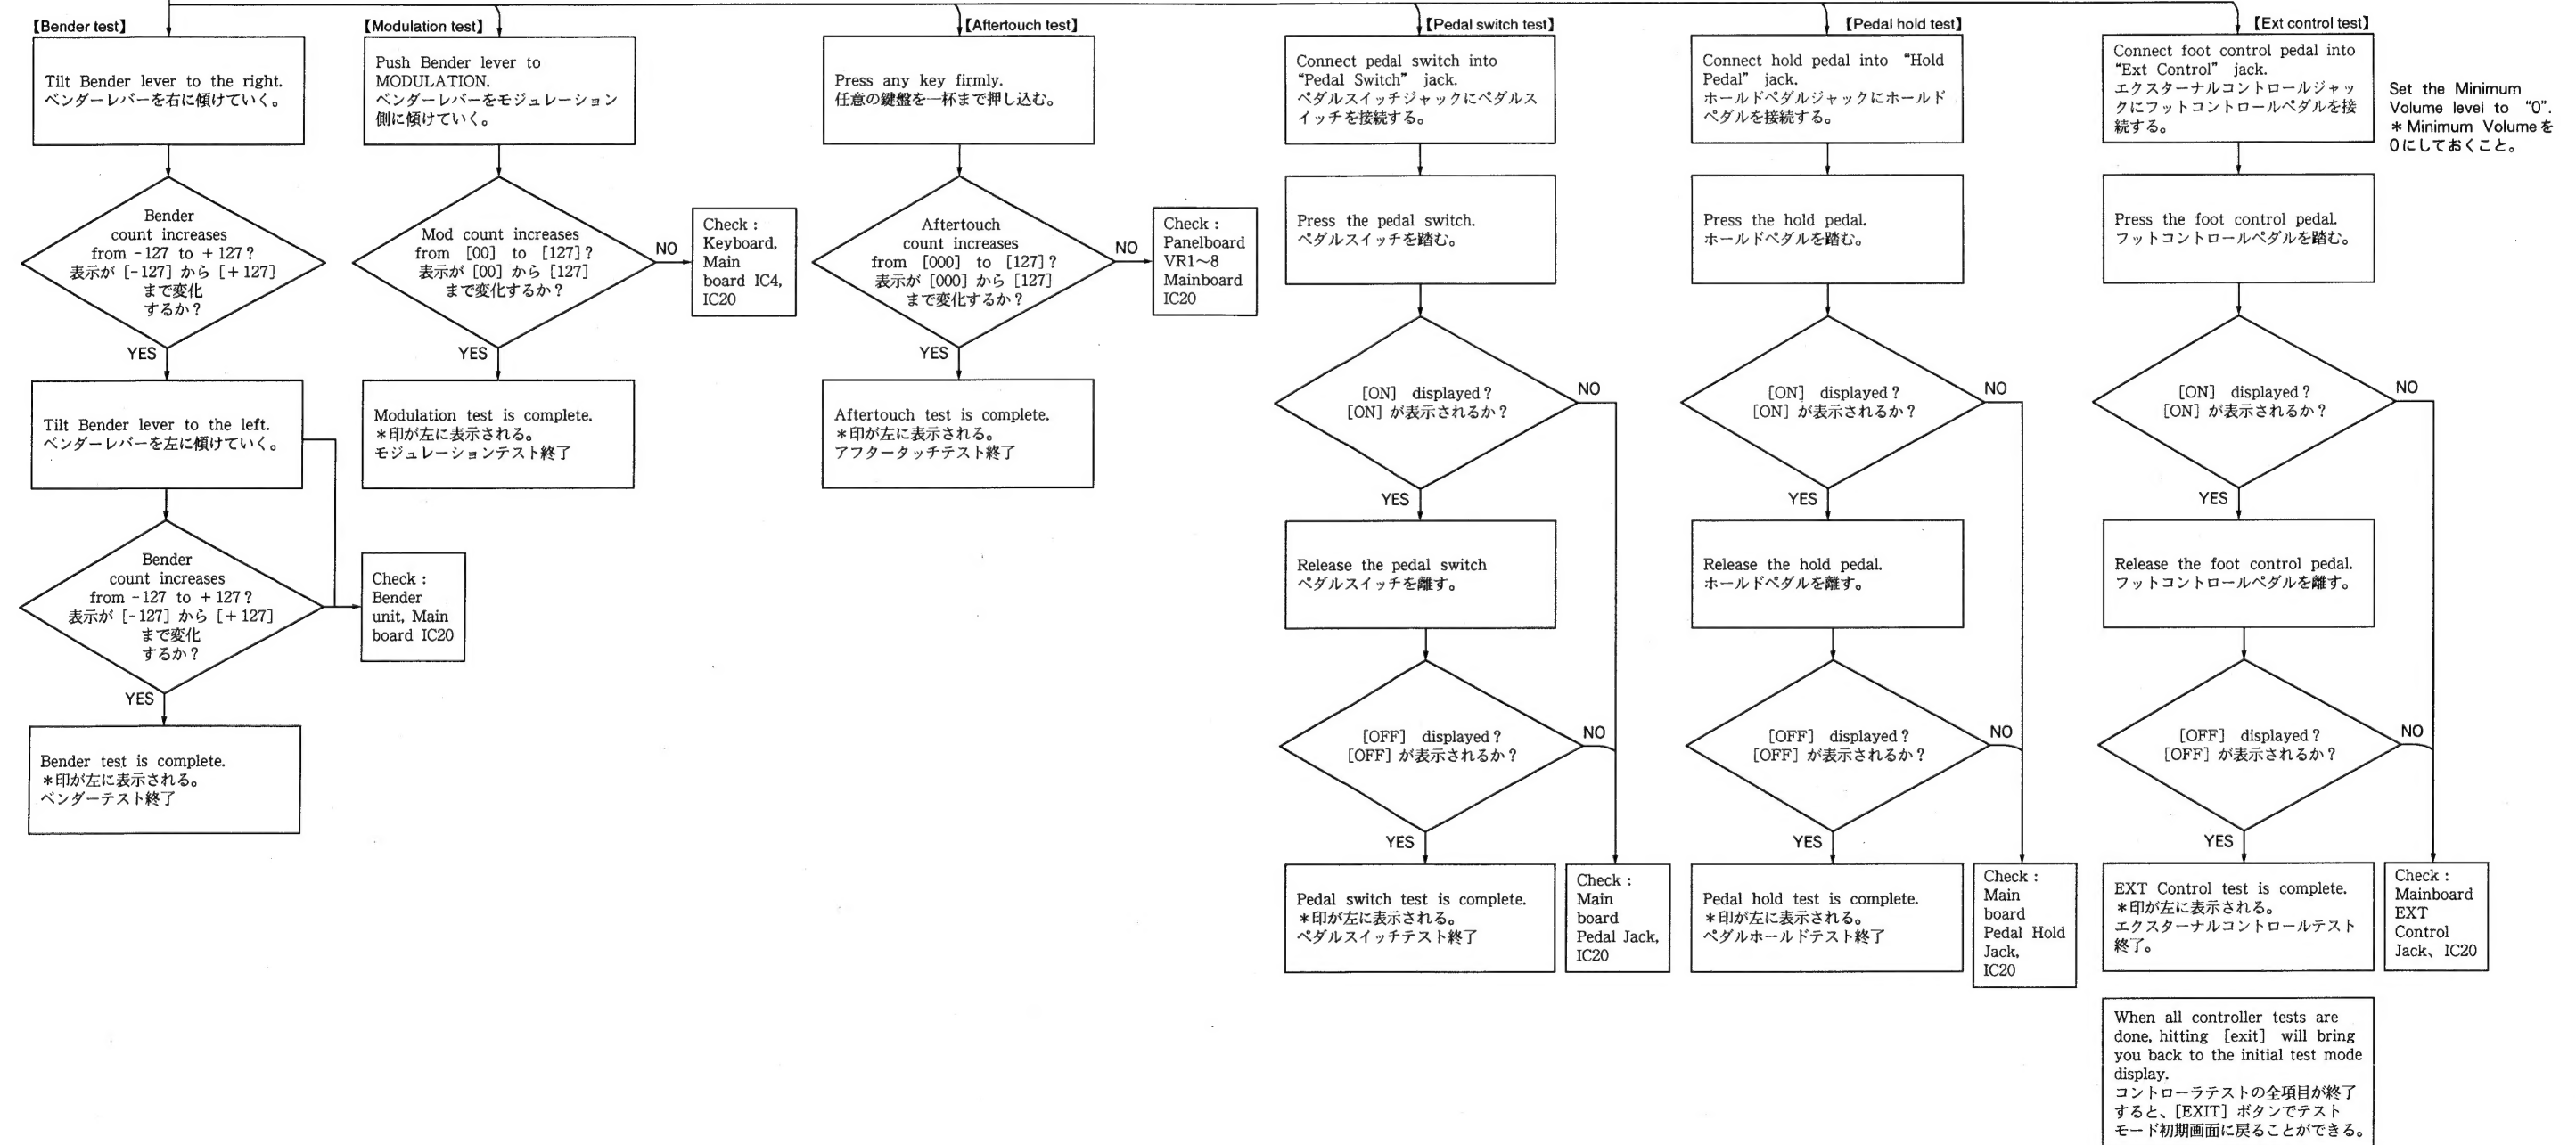 【Bender test】
Tilt Bender lever to the right.
ベンダーレバーを右に傾けていく。
Bender
count increases
from -127 to +127?
表示が［-127］から［+127］
まで変化
するか？
YES
Tilt Bender lever to the left.
ベンダーレバーを左に傾けていく。
Bender
count increases
from -127 to +127?
表示が［-127］から［+127］
まで変化
するか？
Check :
Bender
unit, Main
board IC20
YES
Bender test is complete.
＊印が左に表示される。
ベンダーテスト終了
【Modulation test】
Push Bender lever to
MODULATION.
ベンダーレバーをモジュレーション
側に傾けていく。
Mod count increases
from ［00］ to ［127］?
表示が［00］から［127］
まで変化するか？
NO
Check :
Keyboard,
Main
board IC4,
IC20
YES
Modulation test is complete.
＊印が左に表示される。
モジュレーションテスト終了
【Aftertouch test】
Press any key firmly.
任意の鍵盤を一杯まで押し込む。
Aftertouch
count increases
from ［000］ to ［127］?
表示が［000］から［127］
まで変化するか？
NO
Check :
Panelboard
VR1～8
Mainboard
IC20
YES
Aftertouch test is complete.
＊印が左に表示される。
アフタータッチテスト終了
【Pedal switch test】
Connect pedal switch into
“Pedal Switch” jack.
ペダルスイッチジャックにペダルス
イッチを接続する。
Press the pedal switch.
ペダルスイッチを踏む。
［ON］ displayed?
［ON］が表示されるか？
NO
YES
Release the pedal switch
ペダルスイッチを離す。
［OFF］ displayed?
［OFF］が表示されるか？
NO
YES
Pedal switch test is complete.
＊印が左に表示される。
ペダルスイッチテスト終了
Check :
Main
board
Pedal Jack,
IC20
【Pedal hold test】
Connect hold pedal into “Hold
Pedal” jack.
ホールドペダルジャックにホールド
ペダルを接続する。
Press the hold pedal.
ホールドペダルを踏む。
［ON］ displayed?
［ON］が表示されるか？
NO
YES
Release the hold pedal.
ホールドペダルを離す。
［OFF］ displayed?
［OFF］が表示されるか？
NO
YES
Pedal hold test is complete.
＊印が左に表示される。
ペダルホールドテスト終了
Check :
Main
board
Pedal Hold
Jack,
IC20
【Ext control test】
Connect foot control pedal into
“Ext Control” jack.
エクスターナルコントロールジャッ
クにフットコントロールペダルを接
続する。
Set the Minimum
Volume level to “0”.
＊Minimum Volumeを
0にしておくこと。
Press the foot control pedal.
フットコントロールペダルを踏む。
［ON］ displayed?
［ON］が表示されるか？
NO
YES
Release the foot control pedal.
フットコントロールペダルを離す。
［OFF］ displayed?
［OFF］が表示されるか？
NO
YES
EXT Control test is complete.
＊印が左に表示される。
エクスターナルコントロールテスト
終了。
Check :
Mainboard
EXT
Control
Jack、IC20
When all controller tests are
done, hitting ［exit］ will bring
you back to the initial test mode
display.
コントローラテストの全項目が終了
すると、［EXIT］ボタンでテスト
モード初期画面に戻ることができる。